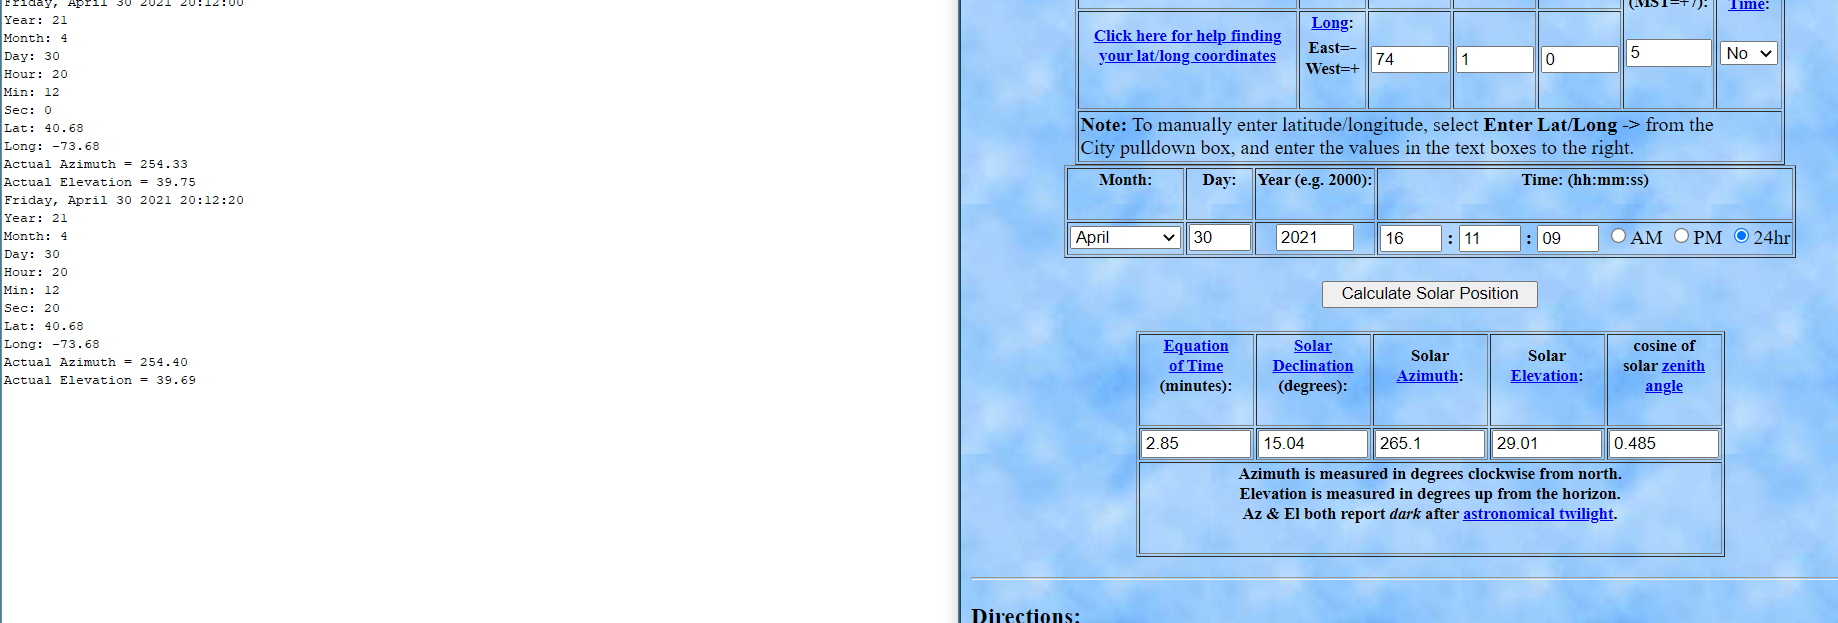 Friday, April 30 2021 20:12:00
Year: 21
Month: 4
Day: 30
Hour: 20
Min: 12
Sec: 0
Lat: 40.68
Long: -73.68
Actual Azimuth = 254.33
Actual Elevation = 39.75
Friday, April 30 2021 20:12:20
Year: 21
Month: 4
Day: 30
Hour: 20
Min: 12
Sec: 20
Lat: 40.68
Long: -73.68
Actual Azimuth = 254.40
Actual Elevation = 39.69
(MST=+7):
Time:
Click here for help finding
your lat/long coordinates
Long:
East=-
West=+
74
1
0
5
No
Note: To manually enter latitude/longitude, select Enter Lat/Long -> from the
City pulldown box, and enter the values in the text boxes to the right.
Month:
Day:
Year (e.g. 2000):
Time: (hh:mm:ss)
April
30
2021
16 : 11 : 09 AM PM 24hr
Calculate Solar Position
Equation
of Time
(minutes):
Solar
Declination
(degrees):
Solar
Azimuth:
Solar
Elevation:
cosine of
solar zenith
angle
2.85
15.04
265.1
29.01
0.485
Azimuth is measured in degrees clockwise from north.
Elevation is measured in degrees up from the horizon.
Az & El both report dark after astronomical twilight.
Directions: